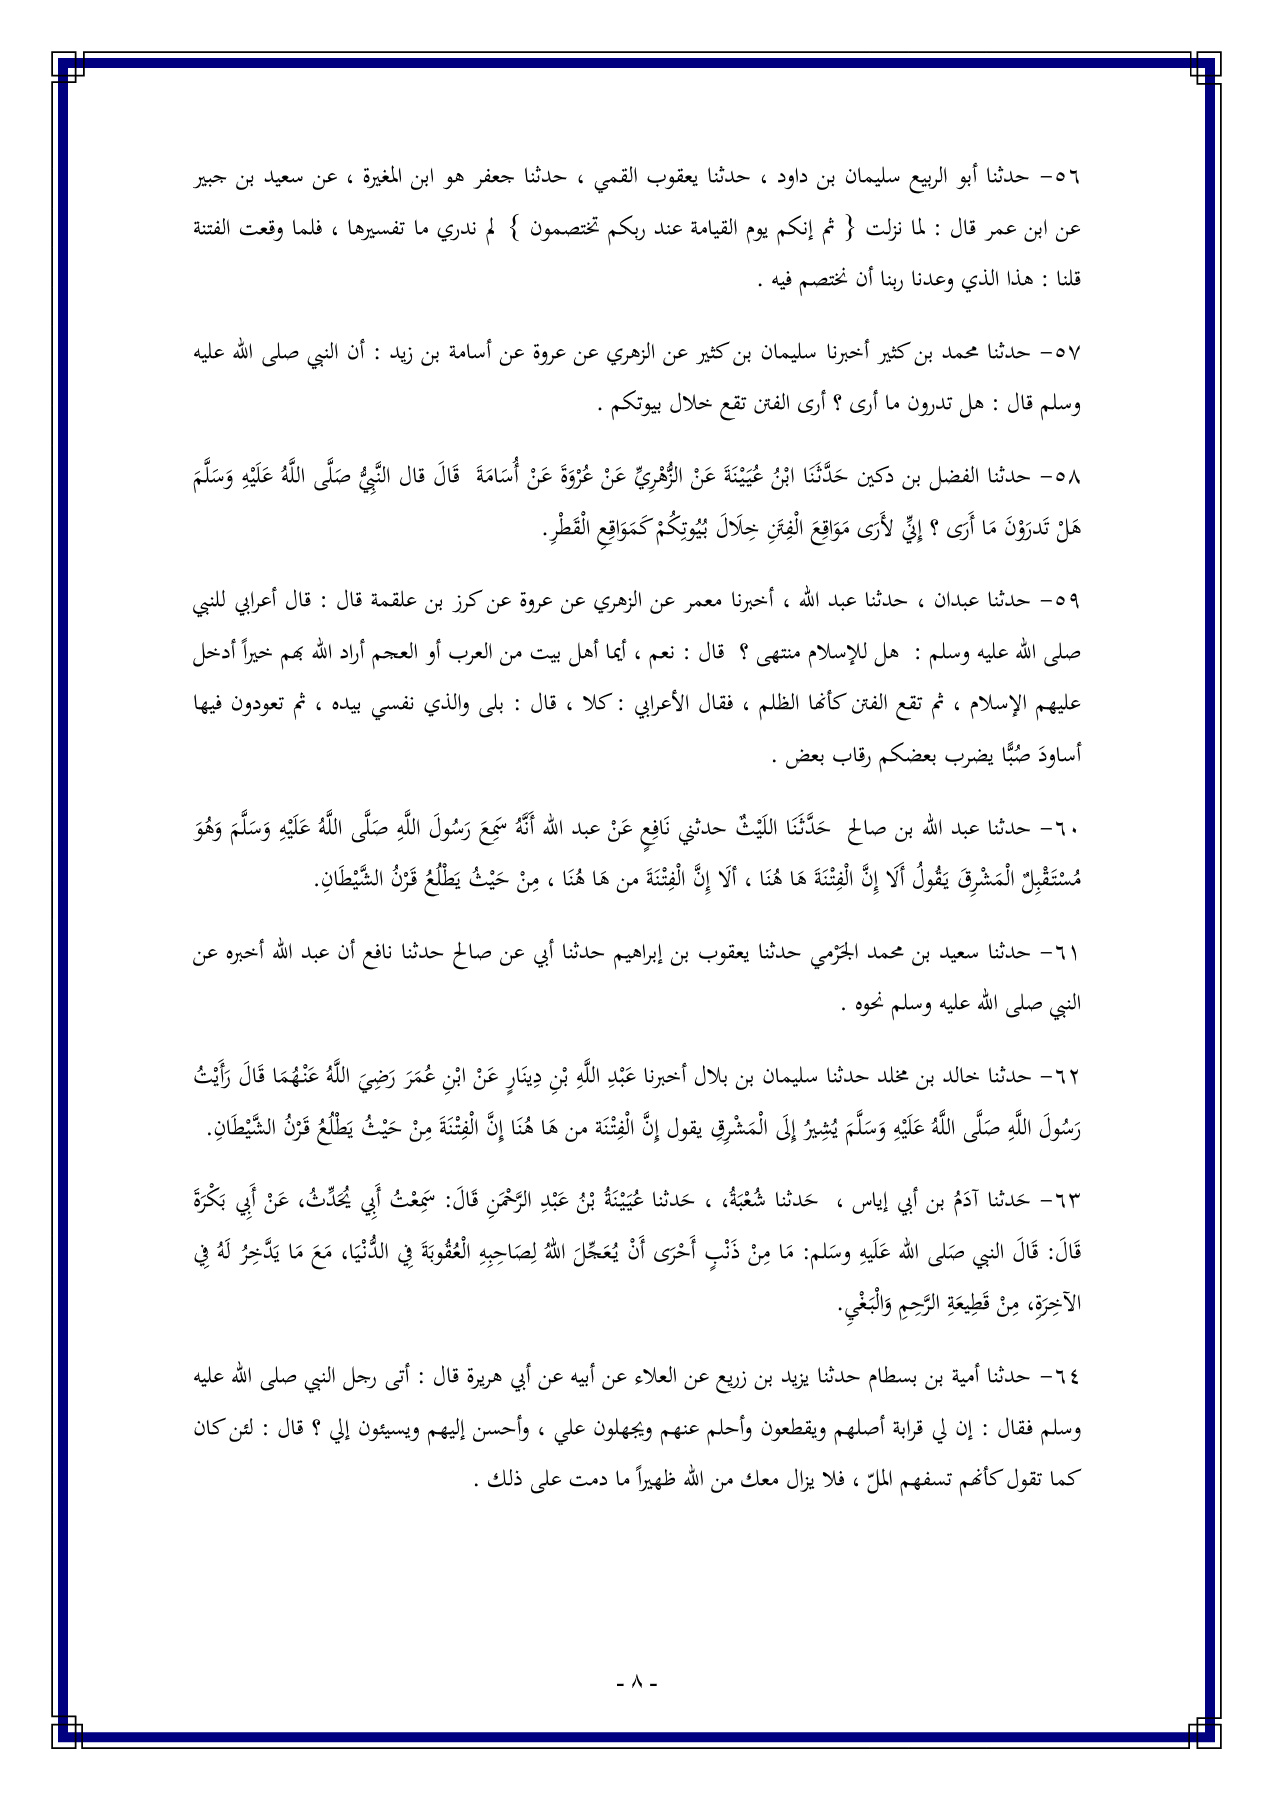 ٥٦- حدثنا أبو الربيع سليمان بن داود ، حدثنا يعقوب القمي ، حدثنا جعفر هو ابن المغيرة ، عن سعيد بن جبير
عن ابن عمر قال : لما نزلت { ثم إنكم يوم القيامة عند ربكم تختصمون } لم ندري ما تفسيرها ، فلما وقعت الفتنة
قلنا : هذا الذي وعدنا ربنا أن نختصم فيه .
٥٧- حدثنا محمد بن كثير أخبرنا سليمان بن كثير عن الزهري عن عروة عن أسامة بن زيد : أن النبي صلى الله عليه
وسلم قال : هل تدرون ما أرى ؟ أرى الفتن تقع خلال بيوتكم .
٥٨- حدثنا الفضل بن دكين حَدَّثَنَا ابْنُ عُيَيْنَةَ عَنْ الزُّهْرِيِّ عَنْ عُرْوَةَ عَنْ أُسَامَةَ قَالَ قال النَّبِيُّ صَلَّى اللَّهُ عَلَيْهِ وَسَلَّمَ
هَلْ تَدرَوْنَ مَا أَرَى ؟ إِنِّي لأَرَى مَوَاقِعَ الْفِتَنِ خِلَالَ بُيُوتِكُمْ كَمَوَاقِعِ الْقَطْرِ.
٥٩- حدثنا عبدان ، حدثنا عبد الله ، أخبرنا معمر عن الزهري عن عروة عن كرز بن علقمة قال : قال أعرابي للنبي
صلى الله عليه وسلم : هل للإسلام منتهى ؟ قال : نعم ، أيما أهل بيت من العرب أو العجم أراد الله بهم خيراً أدخل
عليهم الإسلام ، ثم تقع الفتن كأنها الظلم ، فقال الأعرابي : كلا ، قال : بلى والذي نفسي بيده ، ثم تعودون فيها
أساودَ صُبًّا يضرب بعضكم رقاب بعض .
٦٠- حدثنا عبد الله بن صالح حَدَّثَنَا اللَيْثٌ حدثني نَافِعٍ عَنْ عبد الله أَنَّهُ سَمِعَ رَسُولَ اللَّهِ صَلَّى اللَّهُ عَلَيْهِ وَسَلَّمَ وَهُوَ
مُسْتَقْبِلٌ الْمَشْرِقَ يَقُولُ أَلَا إِنَّ الْفِتْنَةَ هَا هُنَا ، ألَا إِنَّ الْفِتْنَةَ من هَا هُنَا ، مِنْ حَيْثُ يَطْلُعُ قَرْنُ الشَّيْطَانِ.
٦١- حدثنا سعيد بن محمد الجَرْمي حدثنا يعقوب بن إبراهيم حدثنا أبي عن صالح حدثنا نافع أن عبد الله أخبره عن
النبي صلى الله عليه وسلم نحوه .
٦٢- حدثنا خالد بن مخلد حدثنا سليمان بن بلال أخبرنا عَبْدِ اللَّهِ بْنِ دِينَارٍ عَنْ ابْنِ عُمَرَ رَضِيَ اللَّهُ عَنْهُمَا قَالَ رَأَيْتُ
رَسُولَ اللَّهِ صَلَّى اللَّهُ عَلَيْهِ وَسَلَّمَ يُشِيرُ إِلَى الْمَشْرِقِ يقول إِنَّ الْفِتْنَة من هَا هُنَا إِنَّ الْفِتْنَةَ مِنْ حَيْثُ يَطْلُعُ قَرْنُ الشَّيْطَانِ.
٦٣- حَدثنا آدَمُ بن أبي إياس ، حَدثنا شُعْبَةُ، ، حَدثنا عُيَيْنَةُ بْنُ عَبْدِ الرَّحْمَنِ قَالَ: سَمِعْتُ أَبِي يُحَدِّثُ، عَنْ أَبِي بَكْرَةَ
قَالَ: قَالَ النبي صَلى الله عَلَيهِ وسَلم: مَا مِنْ ذَنْبٍ أَحْرَى أَنْ يُعَجِّلَ اللهُ لِصَاحِبِهِ الْعُقُوبَةَ فِي الدُّنْيَا، مَعَ مَا يَدَّخِرُ لَهُ فِي
الآخِرَةِ، مِنْ قَطِيعَةِ الرَّحِمِ وَالْبَغْيِ.
٦٤- حدثنا أمية بن بسطام حدثنا يزيد بن زريع عن العلاء عن أبيه عن أبي هريرة قال : أتى رجل النبي صلى الله عليه
وسلم فقال : إن لي قرابة أصلهم ويقطعون وأحلم عنهم ويجهلون علي ، وأحسن إليهم ويسيئون إلي ؟ قال : لئن كان
كما تقول كأنهم تسفهم الملّ ، فلا يزال معك من الله ظهيراً ما دمت على ذلك .
- ٨ -